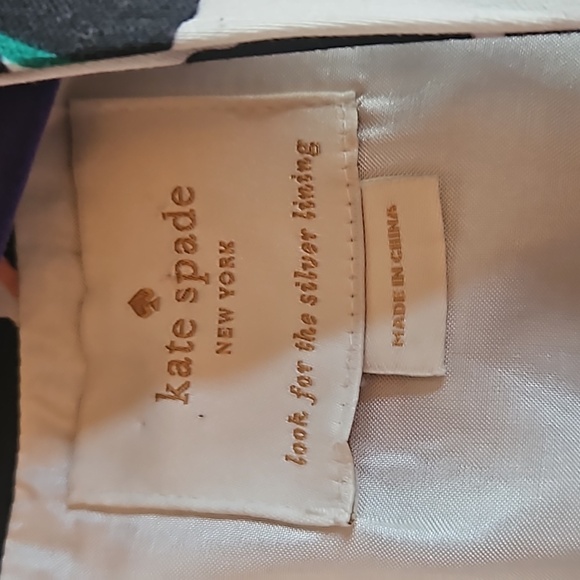 kate spade
NEW YORK
look for the silver lining
MADE IN CHINA